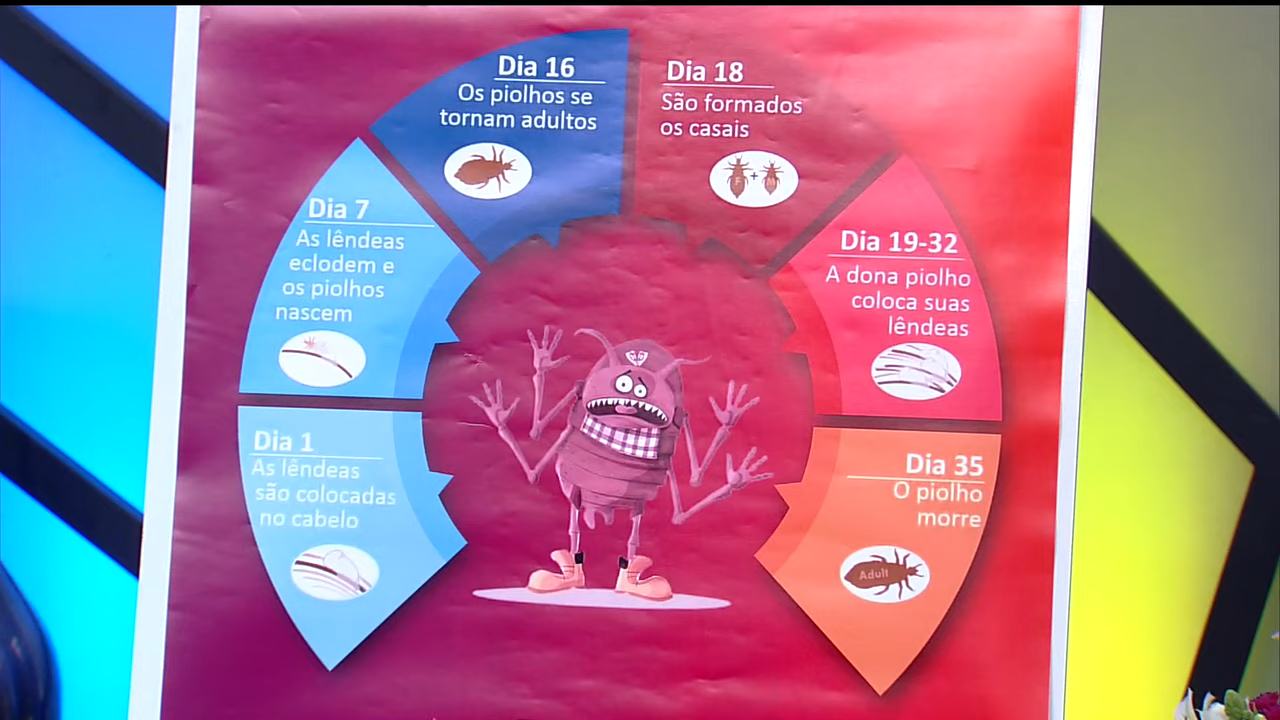 Dia 1
As lêndeas
são colocadas
no cabelo
Dia 7
As lêndeas
eclodem e
os piolhos
nascem
Dia 16
Os piolhos se
tornam adultos
Dia 18
São formados
os casais
F + M
Dia 19-32
A dona piolho
coloca suas
lêndeas
Dia 35
O piolho
morre
Adult